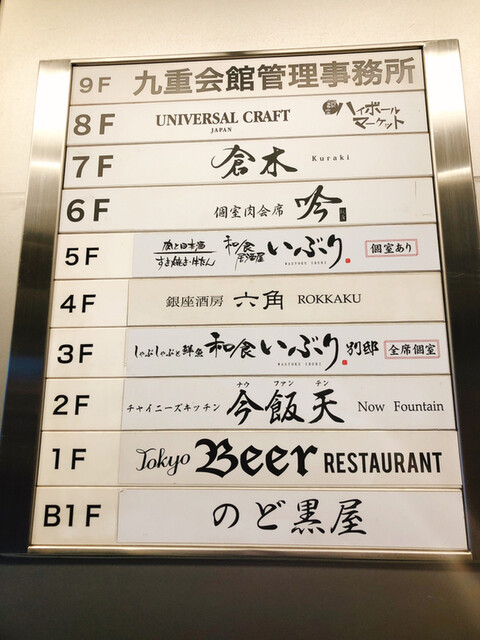 9F 九重会館管理事務所
8F UNIVERSAL CRAFT ハイボール
JAPAN マーケット
7F 倉木 Kuraki
6F 個室肉会席 吟
5F 肉と日本酒 和食 いぶり 個室あり
すき焼き・牛たん 居酒屋 WASYOKU IBURI
4F 銀座酒房 六角 ROKKAKU
3F しゃぶしゃぶと鮮魚 和食 いぶり 別邸 全席個室
WASYOKU IBURI
ナウ ファン テン
2F チャイニーズキッチン 今飯天 Now Fountain
1F Tokyo Beer RESTAURANT
B1F のど黒屋